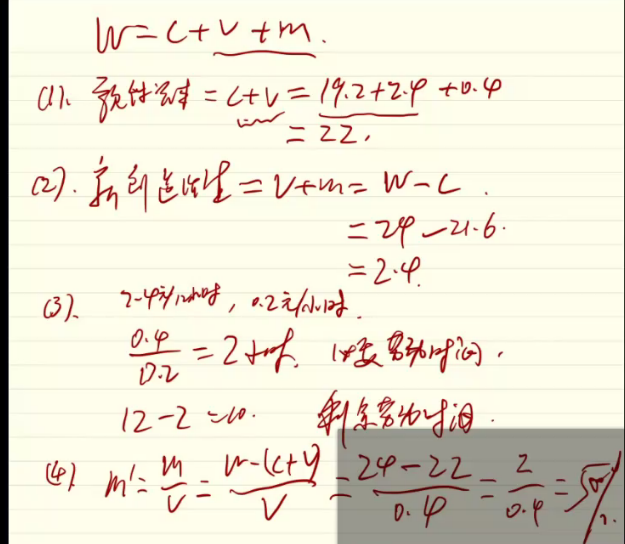 W=C+V+m.
(1). 预付资本=C+V=19.2+2.4+0.4
=22.
(2). 新创造价值=V+m=W-C.
=24-21.6.
=2.4.
(3). 2.4元/12小时, 0.2元/小时.
0.4/0.2=2小时. 必要劳动时间.
12-2=10. 剩余劳动时间.
(4) m'=m/V=W-(C+V)/V=24-22/0.4=2/0.4=500%.